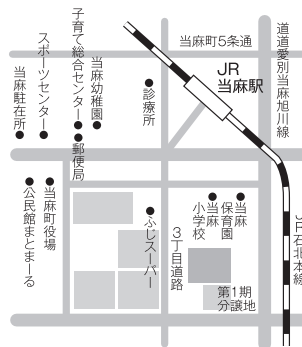 当麻町5条通
道道愛別当麻旭川線
JR
当麻駅
子育て総合センター
スポーツセンター
当麻幼稚園
当麻駐在所
診療所
郵便局
当麻町役場
公民館まとまーる
ふじスーパー
3丁目道路
当麻
保育園
当麻
小学校
第1期
分譲地
JR石北本線